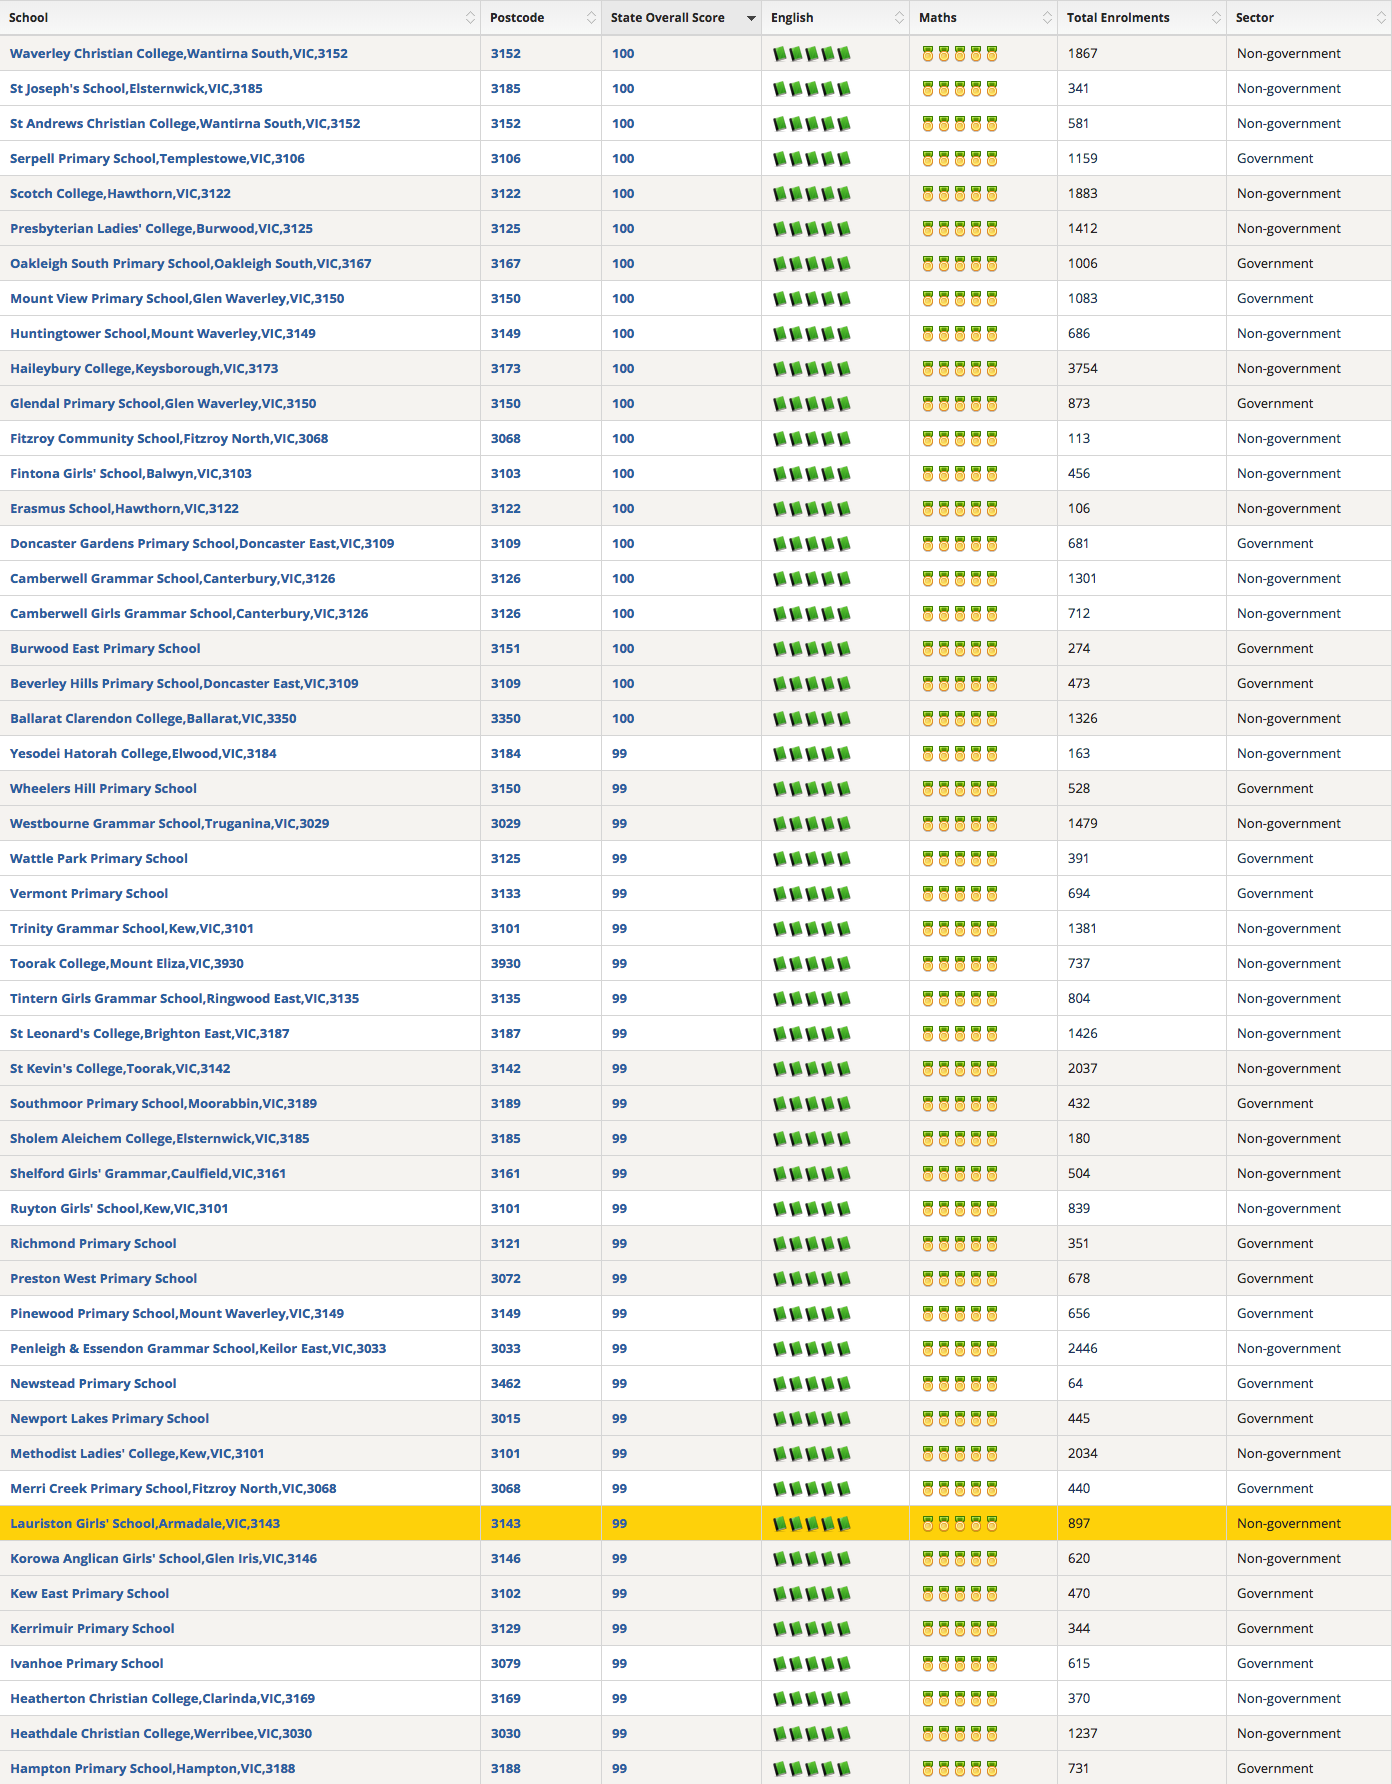 School Postcode State Overall Score English Maths Total Enrolments Sector
Waverley Christian College,Wantirna South,VIC,3152 3152 100 1867 Non-government
St Joseph's School,Elsternwick,VIC,3185 3185 100 341 Non-government
St Andrews Christian College,Wantirna South,VIC,3152 3152 100 581 Non-government
Serpell Primary School,Templestowe,VIC,3106 3106 100 1159 Government
Scotch College,Hawthorn,VIC,3122 3122 100 1883 Non-government
Presbyterian Ladies' College,Burwood,VIC,3125 3125 100 1412 Non-government
Oakleigh South Primary School,Oakleigh South,VIC,3167 3167 100 1006 Government
Mount View Primary School,Glen Waverley,VIC,3150 3150 100 1083 Government
Huntingtower School,Mount Waverley,VIC,3149 3149 100 686 Non-government
Haileybury College,Keysborough,VIC,3173 3173 100 3754 Non-government
Glendal Primary School,Glen Waverley,VIC,3150 3150 100 873 Government
Fitzroy Community School,Fitzroy North,VIC,3068 3068 100 113 Non-government
Fintona Girls' School,Balwyn,VIC,3103 3103 100 456 Non-government
Erasmus School,Hawthorn,VIC,3122 3122 100 106 Non-government
Doncaster Gardens Primary School,Doncaster East,VIC,3109 3109 100 681 Government
Camberwell Grammar School,Canterbury,VIC,3126 3126 100 1301 Non-government
Camberwell Girls Grammar School,Canterbury,VIC,3126 3126 100 712 Non-government
Burwood East Primary School 3151 100 274 Government
Beverley Hills Primary School,Doncaster East,VIC,3109 3109 100 473 Government
Ballarat Clarendon College,Ballarat,VIC,3350 3350 100 1326 Non-government
Yesodei Hatorah College,Elwood,VIC,3184 3184 99 163 Non-government
Wheelers Hill Primary School 3150 99 528 Government
Westbourne Grammar School,Truganina,VIC,3029 3029 99 1479 Non-government
Wattle Park Primary School 3125 99 391 Government
Vermont Primary School 3133 99 694 Government
Trinity Grammar School,Kew,VIC,3101 3101 99 1381 Non-government
Toorak College,Mount Eliza,VIC,3930 3930 99 737 Non-government
Tintern Girls Grammar School,Ringwood East,VIC,3135 3135 99 804 Non-government
St Leonard's College,Brighton East,VIC,3187 3187 99 1426 Non-government
St Kevin's College,Toorak,VIC,3142 3142 99 2037 Non-government
Southmoor Primary School,Moorabbin,VIC,3189 3189 99 432 Government
Sholem Aleichem College,Elsternwick,VIC,3185 3185 99 180 Non-government
Shelford Girls' Grammar,Caulfield,VIC,3161 3161 99 504 Non-government
Ruyton Girls' School,Kew,VIC,3101 3101 99 839 Non-government
Richmond Primary School 3121 99 351 Government
Preston West Primary School 3072 99 678 Government
Pinewood Primary School,Mount Waverley,VIC,3149 3149 99 656 Government
Penleigh & Essendon Grammar School,Keilor East,VIC,3033 3033 99 2446 Non-government
Newstead Primary School 3462 99 64 Government
Newport Lakes Primary School 3015 99 445 Government
Methodist Ladies' College,Kew,VIC,3101 3101 99 2034 Non-government
Merri Creek Primary School,Fitzroy North,VIC,3068 3068 99 440 Government
Lauriston Girls' School,Armadale,VIC,3143 3143 99 897 Non-government
Korowa Anglican Girls' School,Glen Iris,VIC,3146 3146 99 620 Non-government
Kew East Primary School 3102 99 470 Government
Kerrimuir Primary School 3129 99 344 Government
Ivanhoe Primary School 3079 99 615 Government
Heatherton Christian College,Clarinda,VIC,3169 3169 99 370 Non-government
Heathdale Christian College,Werribee,VIC,3030 3030 99 1237 Non-government
Hampton Primary School,Hampton,VIC,3188 3188 99 731 Government